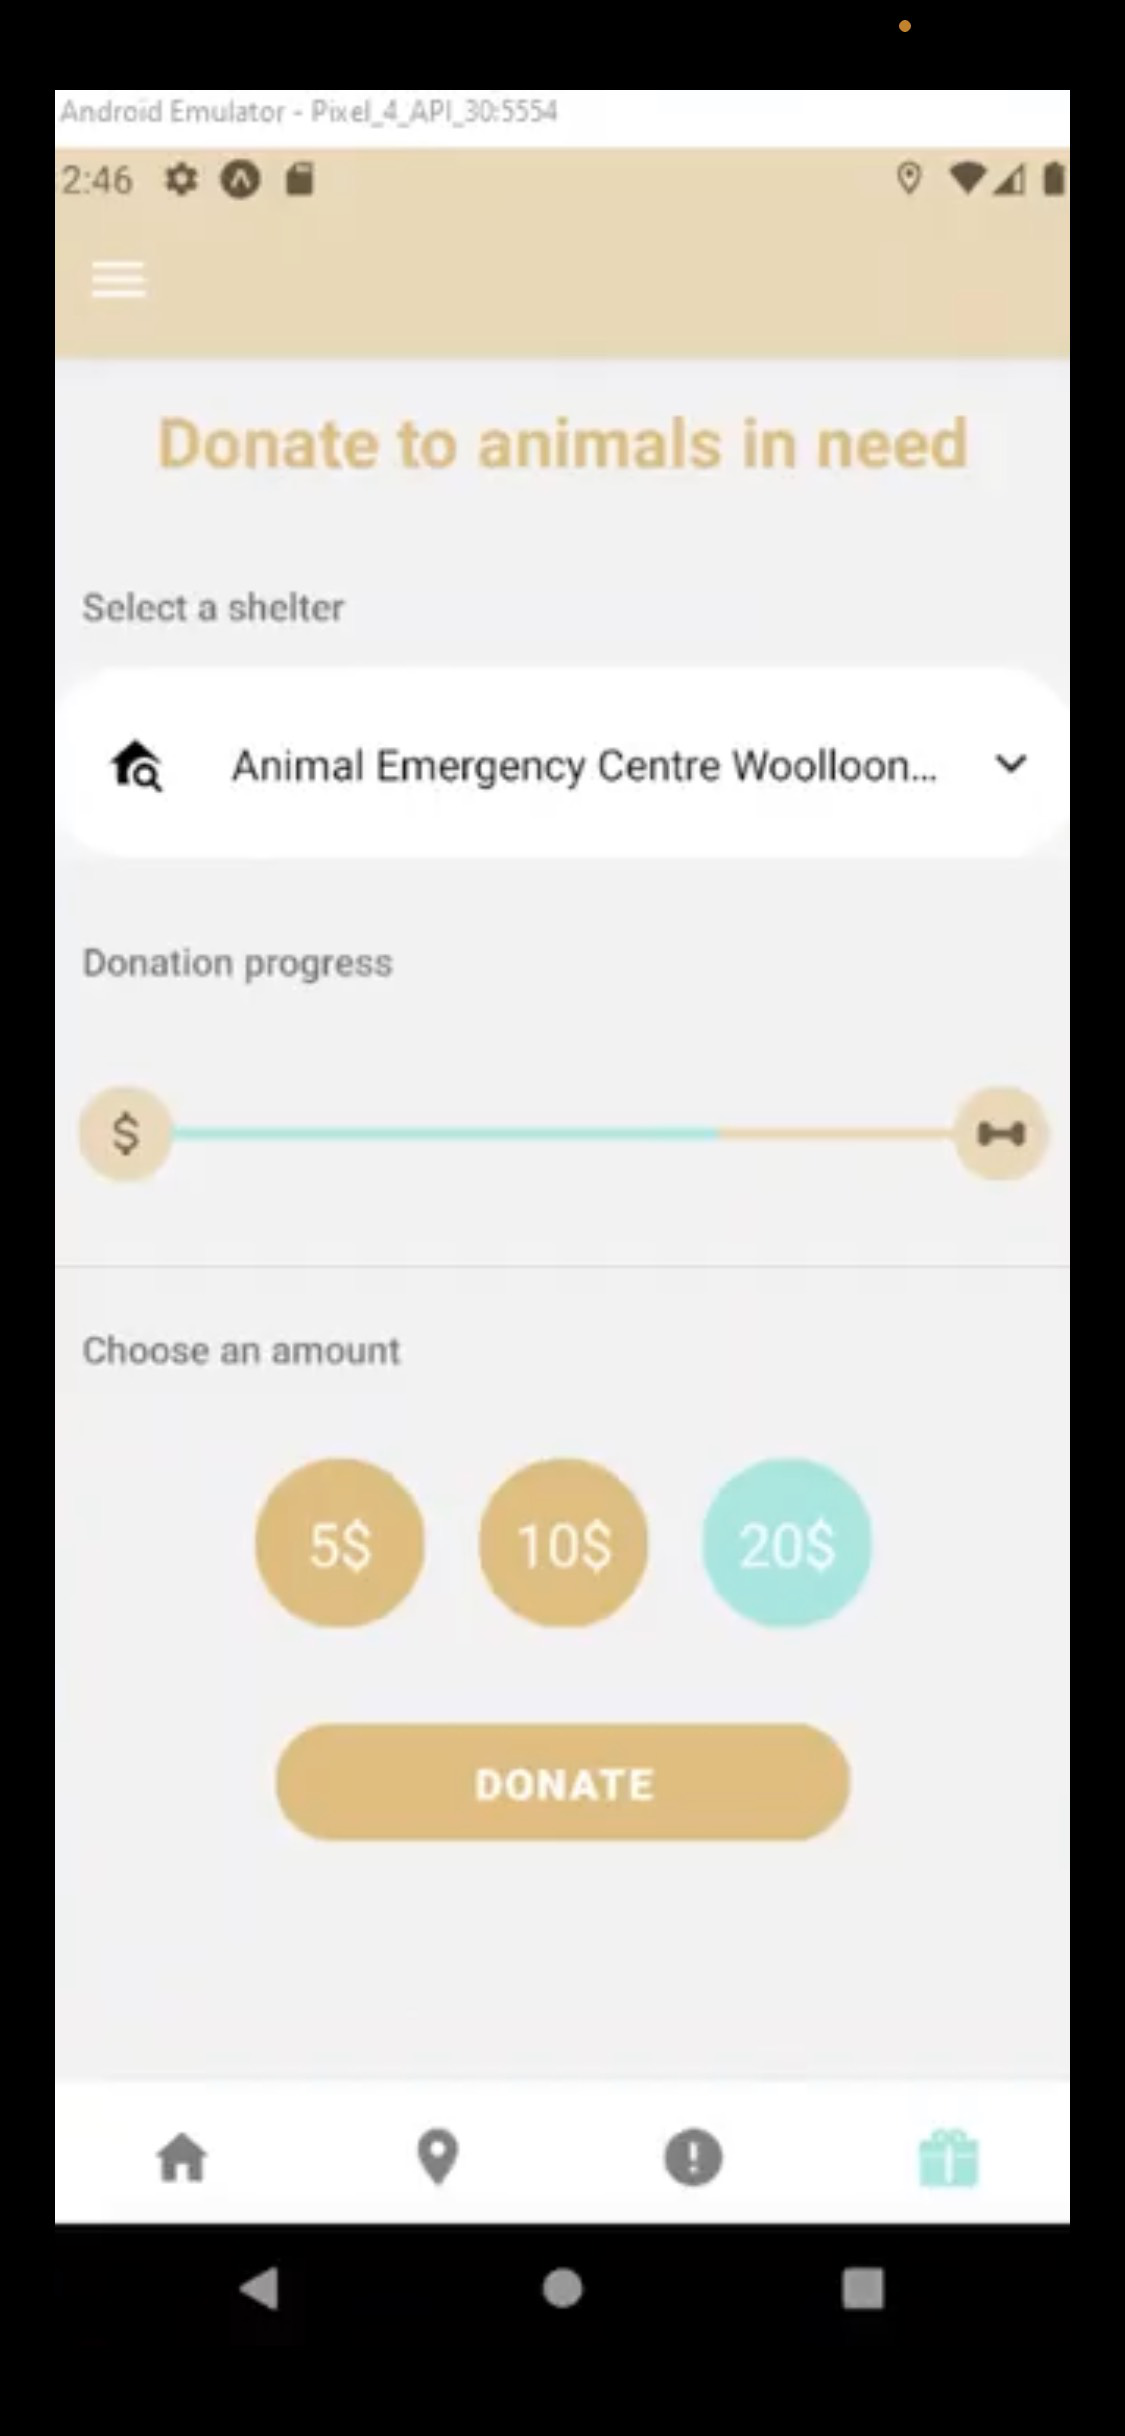 Android Emulator - Pixel_4_API_30:5554
2:46
Donate to animals in need
Select a shelter
Animal Emergency Centre Woolloon...
Donation progress
$
Choose an amount
5$ 10$ 20$
DONATE